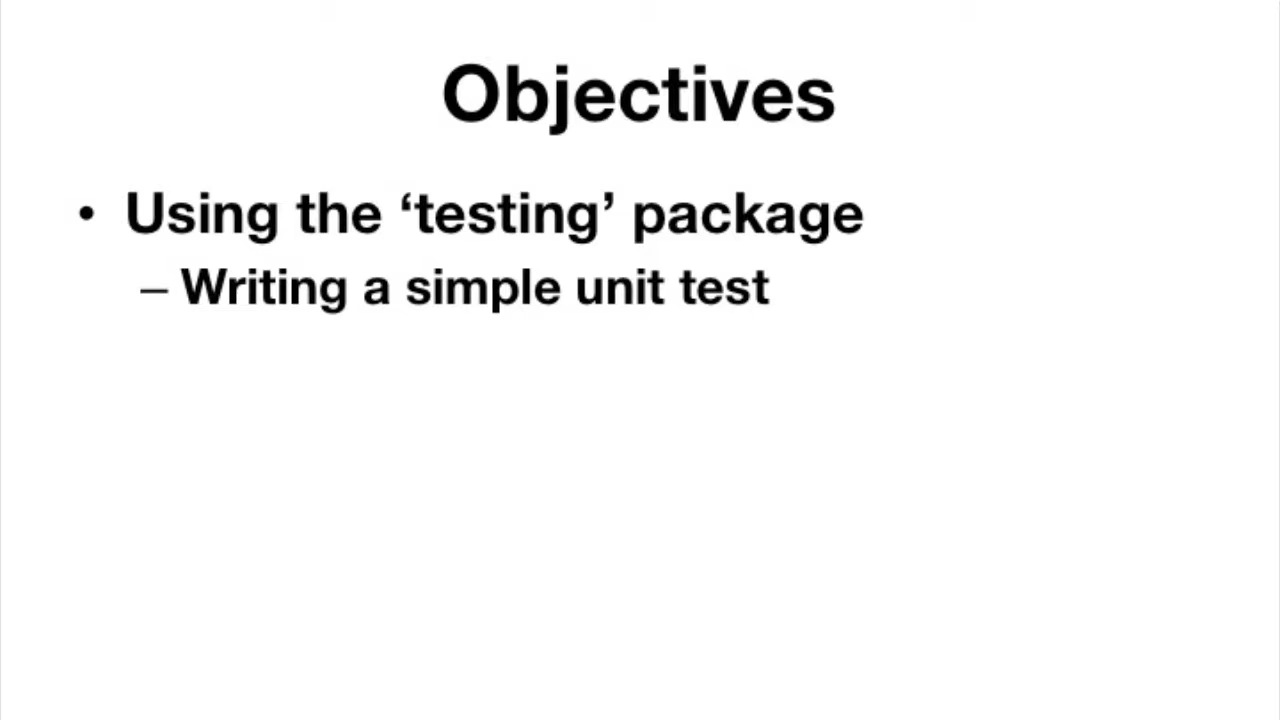 Objectives
• Using the ‘testing’ package
– Writing a simple unit test